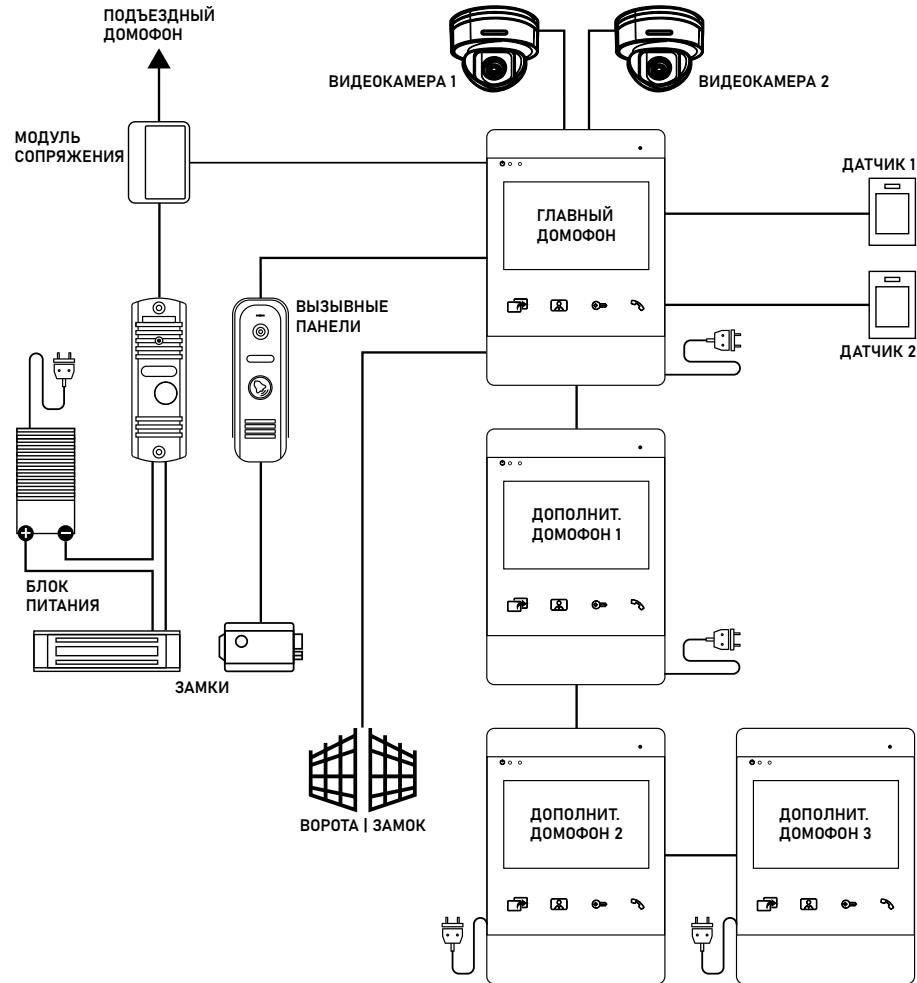 ПОДЪЕЗДНЫЙ
ДОМОФОН
ВИДЕОКАМЕРА 1
ВИДЕОКАМЕРА 2
МОДУЛЬ
СОПРЯЖЕНИЯ
ДАТЧИК 1
ГЛАВНЫЙ
ДОМОФОН
ВЫЗЫВНЫЕ
ПАНЕЛИ
ДАТЧИК 2
ДОПОЛНИТ.
ДОМОФОН 1
БЛОК
ПИТАНИЯ
ЗАМКИ
ВОРОТА | ЗАМОК
ДОПОЛНИТ.
ДОМОФОН 2
ДОПОЛНИТ.
ДОМОФОН 3